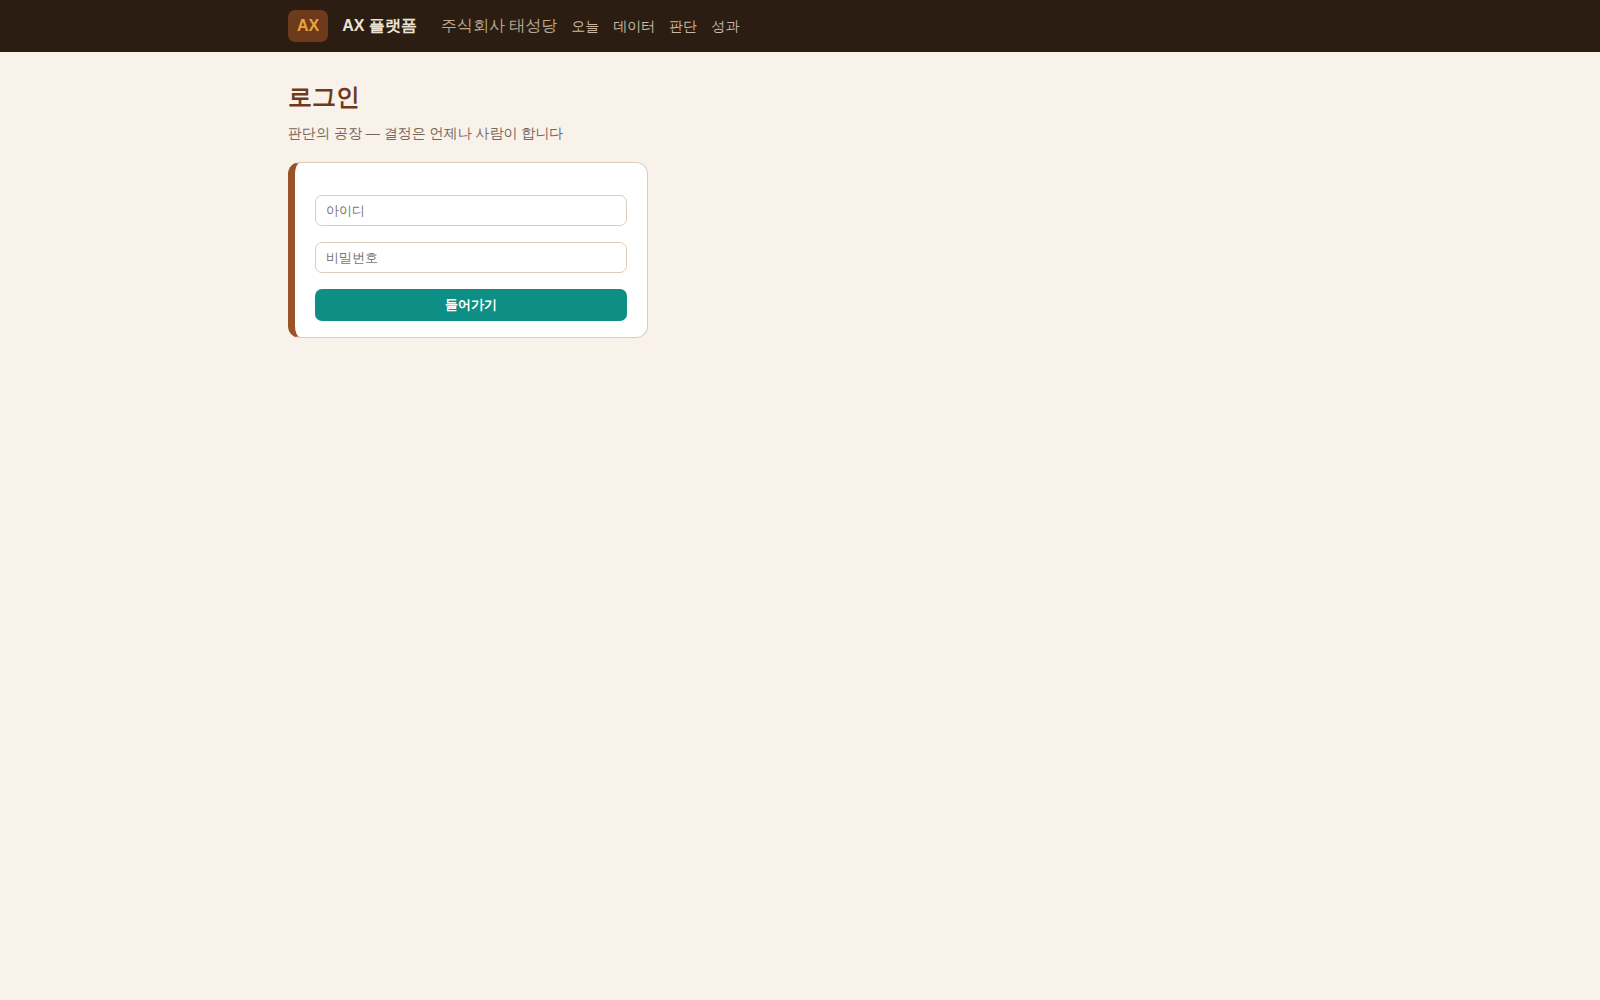 AX AX 플랫폼 주식회사 태성당 오늘 데이터 판단 성과
로그인
판단의 공장 — 결정은 언제나 사람이 합니다
아이디
비밀번호
들어가기